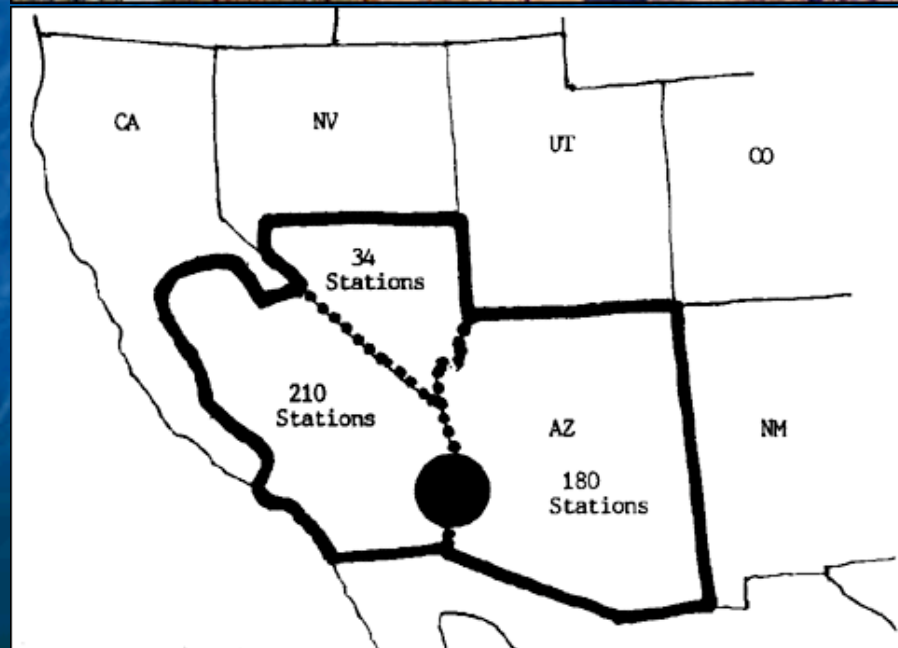 CA
NV
UT
CO
34
Stations
210
Stations
AZ
NM
180
Stations